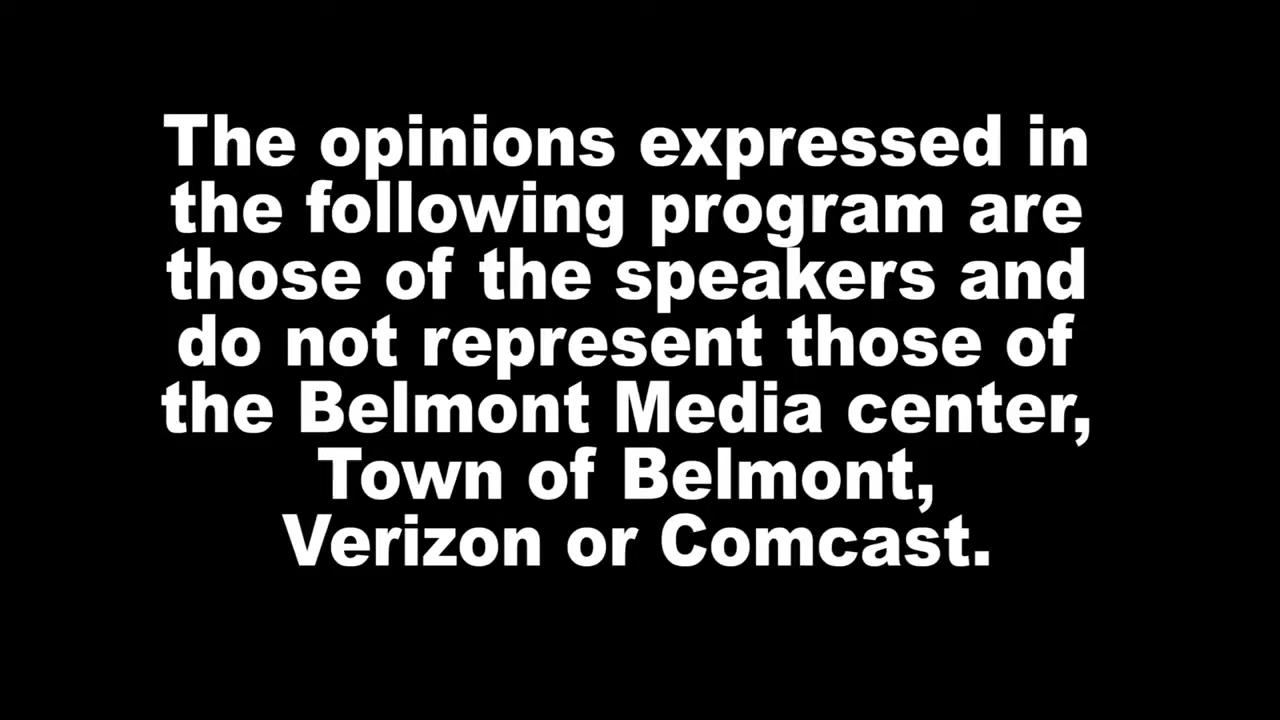 The opinions expressed in
the following program are
those of the speakers and
do not represent those of
the Belmont Media center,
Town of Belmont,
Verizon or Comcast.